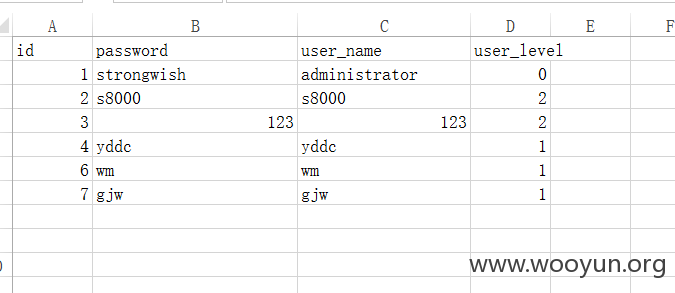 A B C D E F
id password user_name user_level
1 strongwish administrator 0
2 s8000 s8000 2
3 123 123 2
4 yddc yddc 1
6 wm wm 1
7 gjw gjw 1
www.wooyun.org